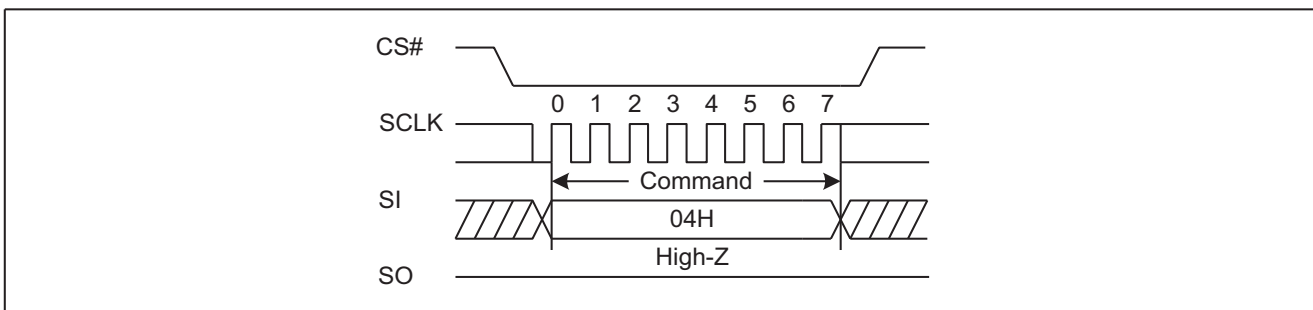 CS#
0 1 2 3 4 5 6 7
SCLK
Command
SI
04H
High-Z
SO